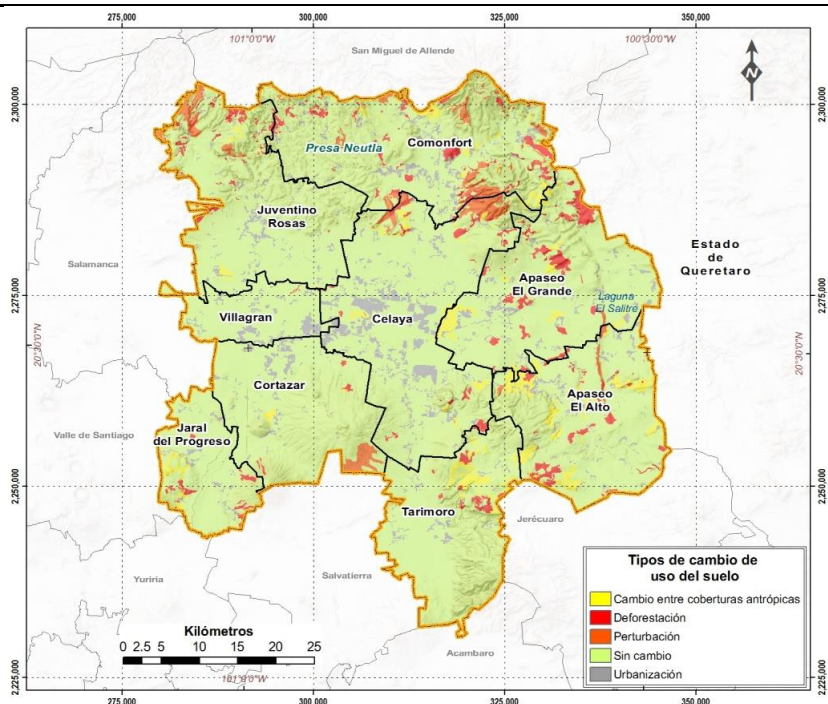 275,000 300,000 325,000 350,000
101°0'0"W 100°30'0"W
San Miguel de Allende
N
2,300,000 2,300,000
Comonfort
Presa Neutla
Juventino
Rosas
Estado
de
Queretaro
Salamanca
Apaseo
El Grande
2,275,000 2,275,000
Laguna
El Salitre
Villagran
Celaya
20°30'0"N 20°30'0"N
Cortazar
Apaseo
El Alto
Jaral
del Progreso
Valle de Santiago
2,250,000 2,250,000
Tarimoro
Jerécuaro
Yuriria
Salvatierra
Acambaro
Kilómetros
0 2.5 5 10 15 20 25
Tipos de cambio de
uso del suelo
Cambio entre coberturas antrópicas
Deforestación
Perturbación
Sin cambio
Urbanización
2,225,000 2,225,000
101°0'0"W
275,000 300,000 325,000 350,000